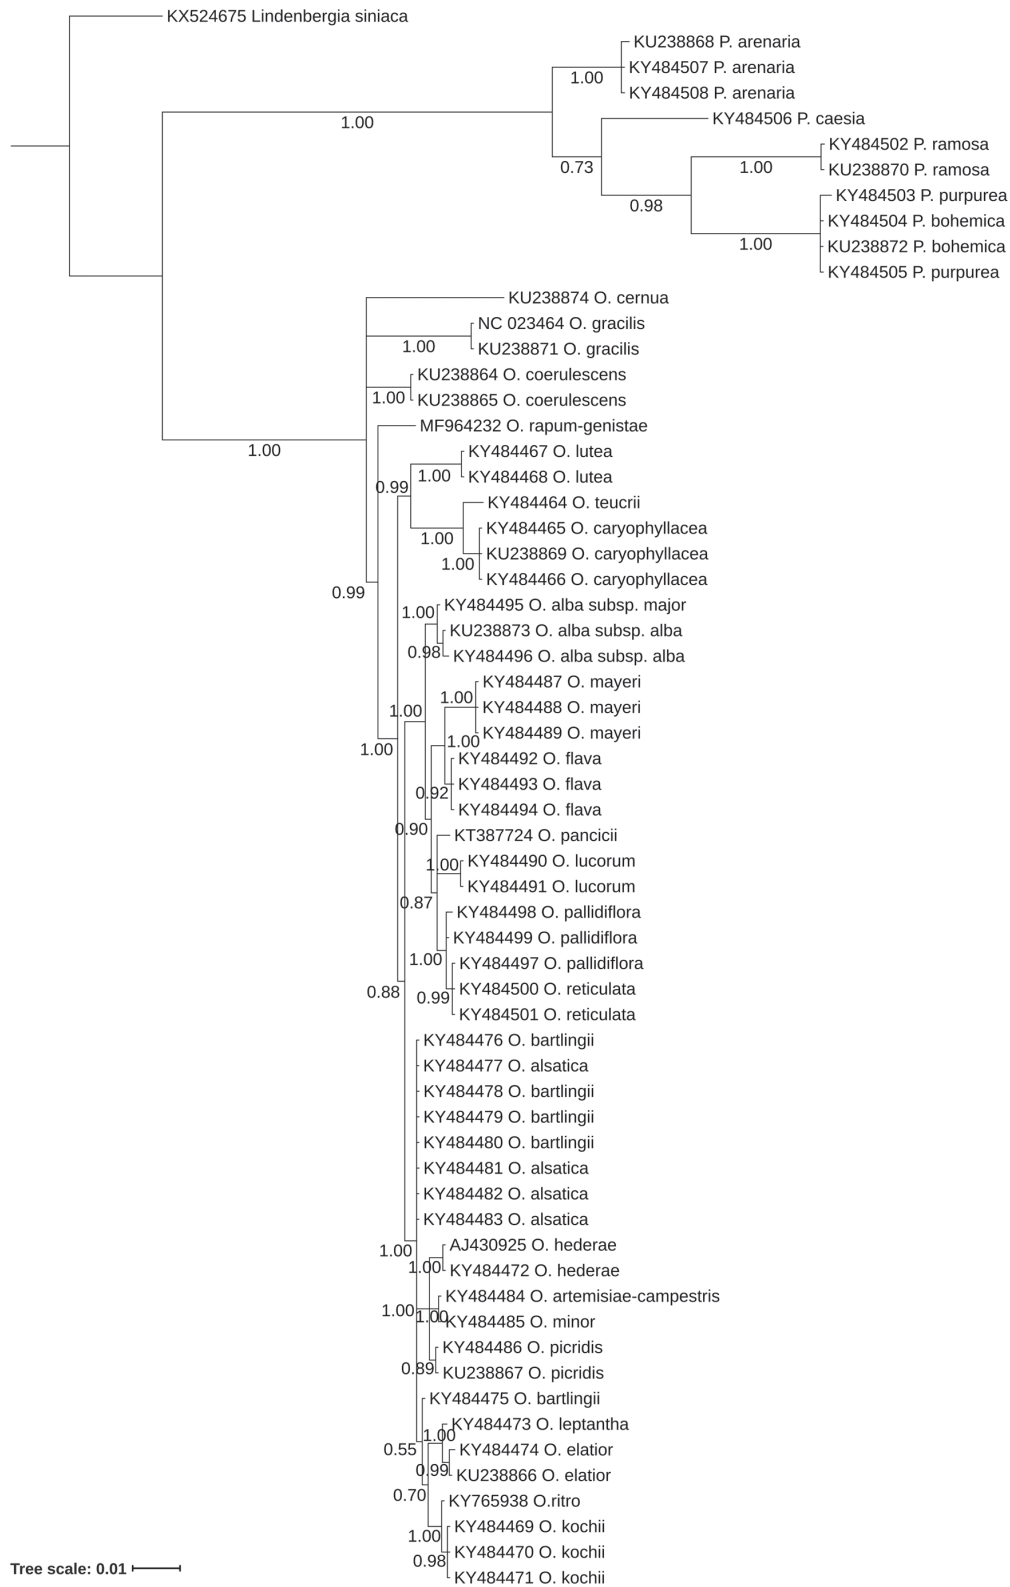 KX524675 Lindenbergia siniaca
KU238868 P. arenaria
KY484507 P. arenaria
1.00
KY484508 P. arenaria
KY484506 P. caesia
1.00
KY484502 P. ramosa
0.73
1.00
KU238870 P. ramosa
KY484503 P. purpurea
0.98
KY484504 P. bohemica
1.00
KU238872 P. bohemica
KY484505 P. purpurea
KU238874 O. cernua
NC 023464 O. gracilis
1.00
KU238871 O. gracilis
KU238864 O. coerulescens
1.00
KU238865 O. coerulescens
MF964232 O. rapum-genistae
1.00
KY484467 O. lutea
1.00
KY484468 O. lutea
0.99
KY484464 O. teucrii
KY484465 O. caryophyllacea
1.00
KU238869 O. caryophyllacea
1.00
KY484466 O. caryophyllacea
0.99
KY484495 O. alba subsp. major
1.00
KU238873 O. alba subsp. alba
0.98
KY484496 O. alba subsp. alba
KY484487 O. mayeri
1.00
KY484488 O. mayeri
1.00
KY484489 O. mayeri
1.00
1.00
KY484492 O. flava
KY484493 O. flava
0.92
KY484494 O. flava
0.90
KT387724 O. pancicii
KY484490 O. lucorum
1.00
KY484491 O. lucorum
0.87
KY484498 O. pallidiflora
KY484499 O. pallidiflora
1.00
KY484497 O. pallidiflora
KY484500 O. reticulata
0.88
0.99
KY484501 O. reticulata
KY484476 O. bartlingii
KY484477 O. alsatica
KY484478 O. bartlingii
KY484479 O. bartlingii
KY484480 O. bartlingii
KY484481 O. alsatica
KY484482 O. alsatica
KY484483 O. alsatica
AJ430925 O. hederae
1.00
1.00
KY484472 O. hederae
KY484484 O. artemisiae-campestris
1.00
1.00
KY484485 O. minor
KY484486 O. picridis
0.89
KU238867 O. picridis
KY484475 O. bartlingii
KY484473 O. leptantha
1.00
0.55
KY484474 O. elatior
0.99
KU238866 O. elatior
0.70
KY765938 O.ritro
KY484469 O. kochii
1.00
KY484470 O. kochii
0.98
Tree scale: 0.01
KY484471 O. kochii